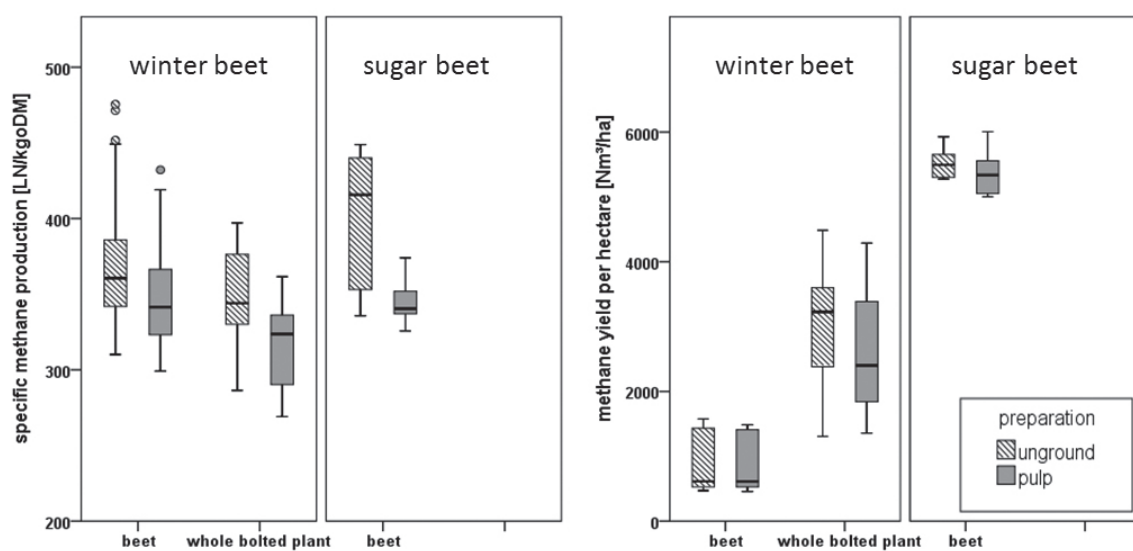 specific methane production [LN/kgoDM]
500
400
300
200
winter beet
sugar beet
beet
whole bolted plant
beet
methane yield per hectare [Nm³/ha]
6000
4000
2000
0
winter beet
sugar beet
preparation
unground
pulp
beet
whole bolted plant
beet